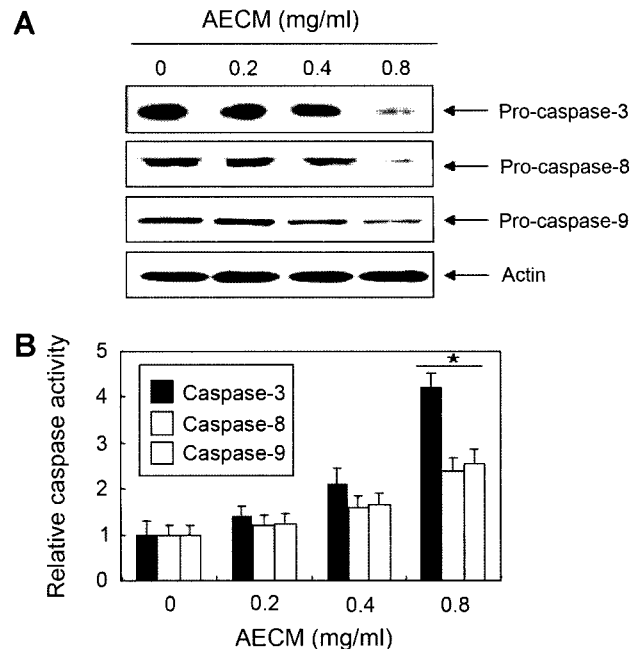 A
AECM (mg/ml)
0 0.2 0.4 0.8
Pro-caspase-3
Pro-caspase-8
Pro-caspase-9
Actin
B
Relative caspase activity
5
4
3
2
1
0
★
Caspase-3
Caspase-8
Caspase-9
0 0.2 0.4 0.8
AECM (mg/ml)